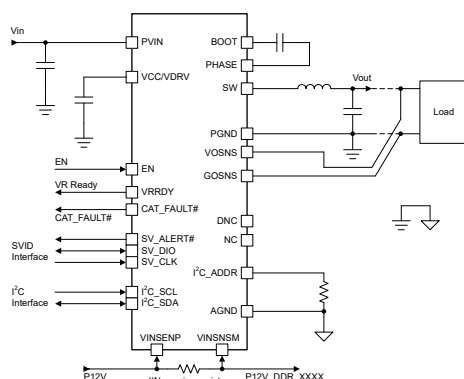 Vin
PVIN
BOOT
PHASE
VCC/VDRV
SW
Vout
Load
PGND
VOSNS
EN
EN
GOSNS
VR Ready
VRRDY
CAT_FAULT#
CAT_FAULT#
DNC
NC
SVID
Interface
SV_ALERT#
SV_DIO
SV_CLK
I²C_ADDR
I²C
Interface
I²C_SCL
I²C_SDA
AGND
VINSENP
VINSNSM
P12V
P12V_DDR_XXXX